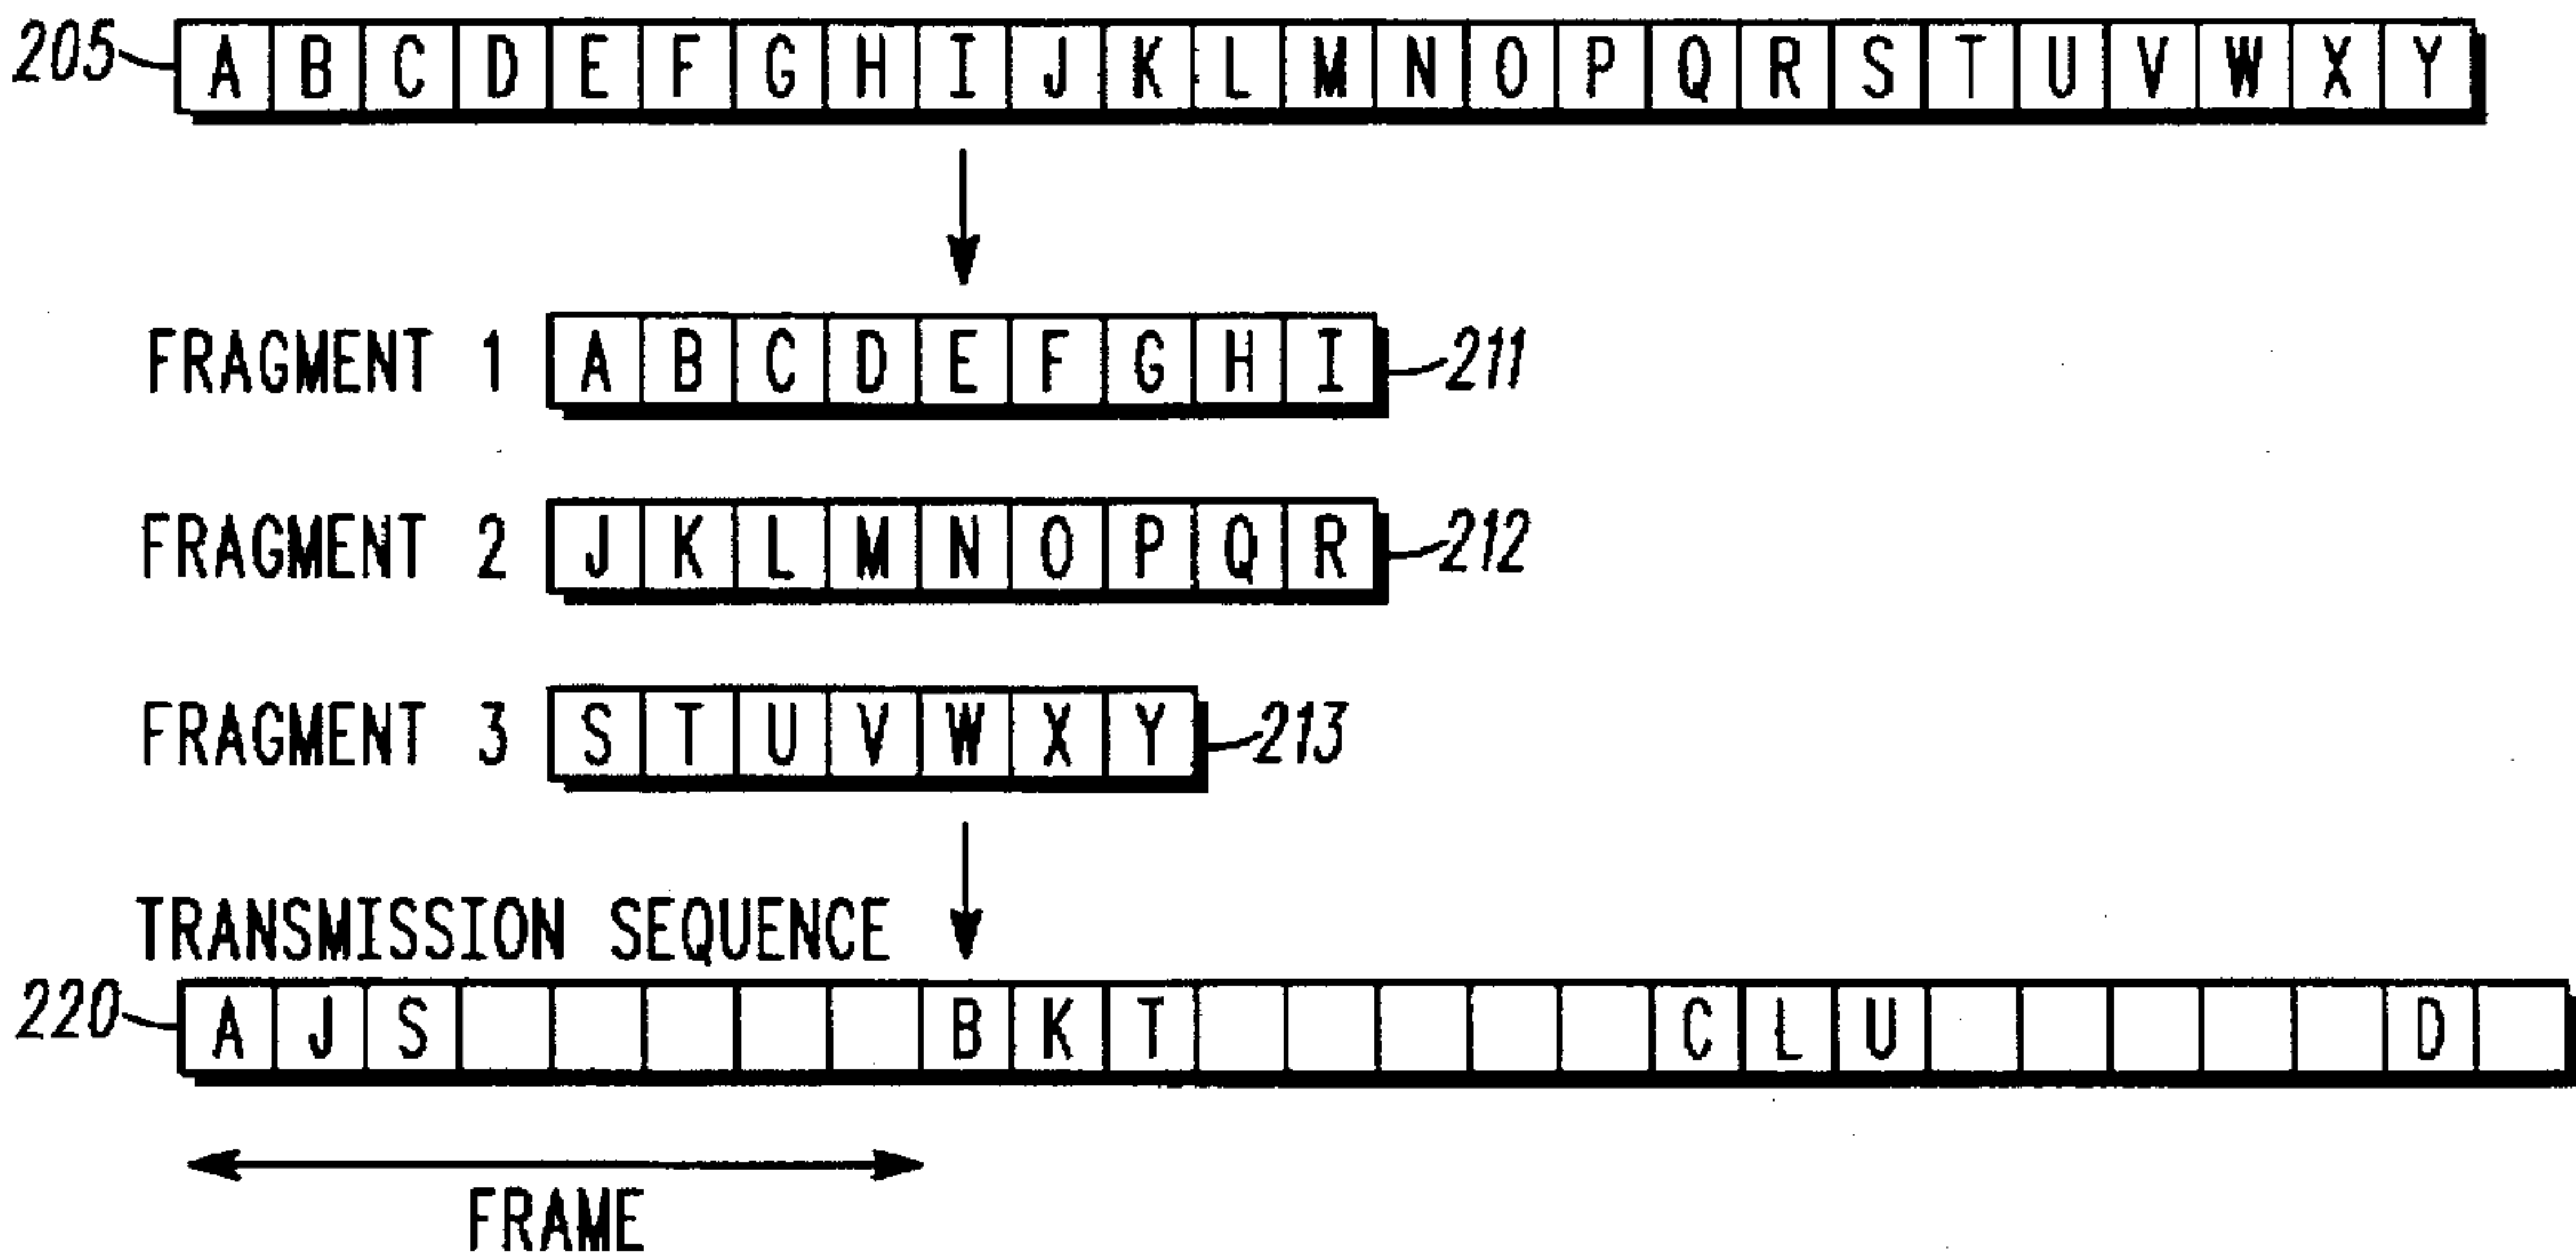 205 A B C D E F G H I J K L M N O P Q R S T U V W X Y
FRAGMENT 1 A B C D E F G H I 211
FRAGMENT 2 J K L M N O P Q R 212
FRAGMENT 3 S T U V W X Y 213
TRANSMISSION SEQUENCE
220 A J S B K T C L U D
FRAME